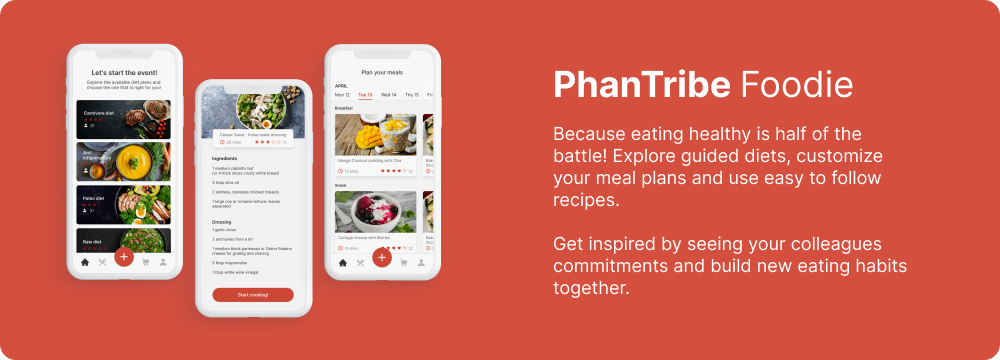 Let's start the event!
Explore the available diet plans and
choose the one that is right for you!
Carnivore diet
Anti
Inflammatory
Paleo diet
Raw diet
Ceasar Salad - home made dressing
Ingredients
1 medium ciabatta loaf
(or 4 thick slices crusty white bread)
3 tbsp olive oil
2 skinless, boneless chicken breasts
1 large cos or romaine lettuce, leaves
separated
Dressing
1 garlic clove
2 anchovies from a tin
1 medium block parmesan or Grana Padano
cheese for grating and shaving
5 tbsp mayonnaise
1 tbsp white wine vinegar
Start cooking!
Plan your meals
APRIL
Mon 12 Tue 13 Wed 14 Thu 15 Fri
Breakfast
Mango Coconut pudding with Chia
Snack
Cottage cheese with Berries
PhanTribe Foodie
Because eating healthy is half of the
battle! Explore guided diets, customize
your meal plans and use easy to follow
recipes.
Get inspired by seeing your colleagues
commitments and build new eating habits
together.